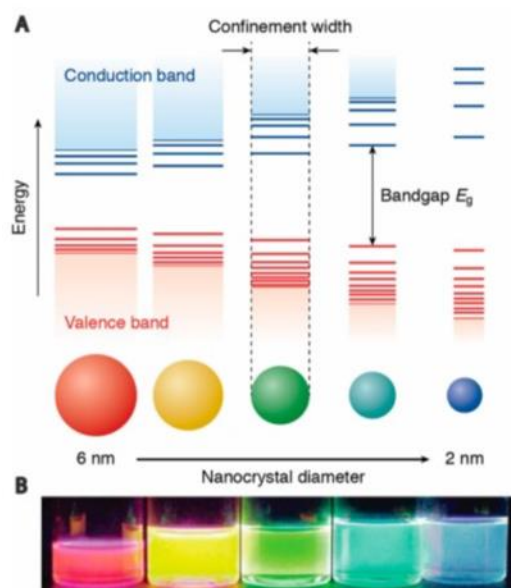 A
Confinement width
Conduction band
Energy
Bandgap Eg
Valence band
6 nm
2 nm
Nanocrystal diameter
B